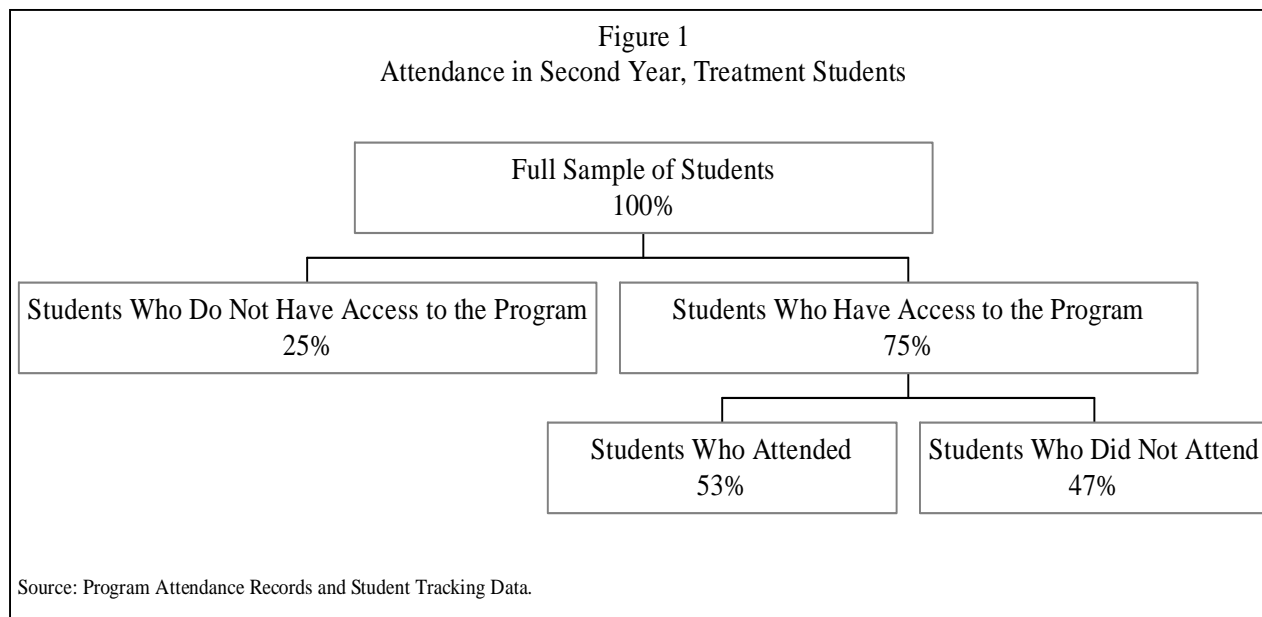 Figure 1
Attendance in Second Year, Treatment Students
Full Sample of Students
100%
Students Who Do Not Have Access to the Program
25%
Students Who Have Access to the Program
75%
Students Who Attended
53%
Students Who Did Not Attend
47%
Source: Program Attendance Records and Student Tracking Data.